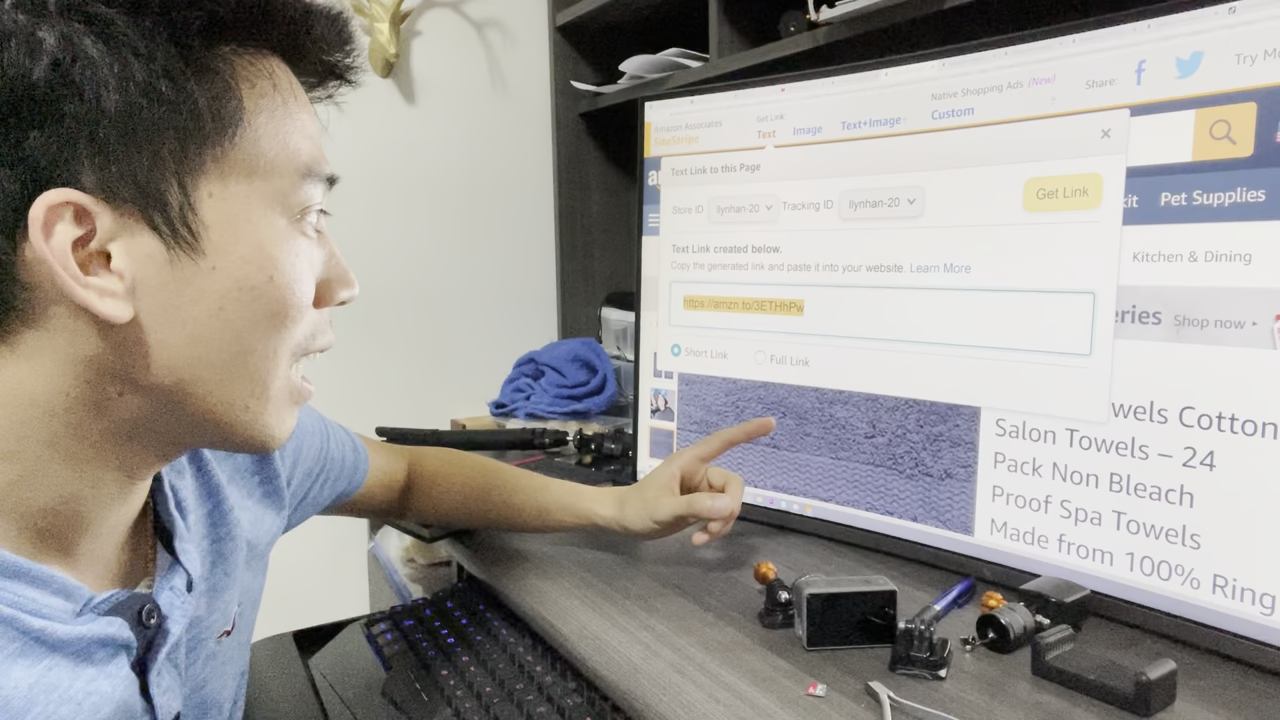 Amazon Associates
SiteStripe
Get Link:
Text
Image
Text+Image
Native Shopping Ads (New)
Custom
Share:
Try
Text Link to this Page
Store ID
llynhan-20
Tracking ID
llynhan-20
Get Link
Text Link created below.
Copy the generated link and paste it into your website. Learn More
https://amzn.to/3ETHhPw
Short Link
Full Link
Pet Supplies
Kitchen & Dining
Shop now
Cotton
Salon Towels – 24
Pack Non Bleach
Proof Spa Towels
Made from 100% Ring